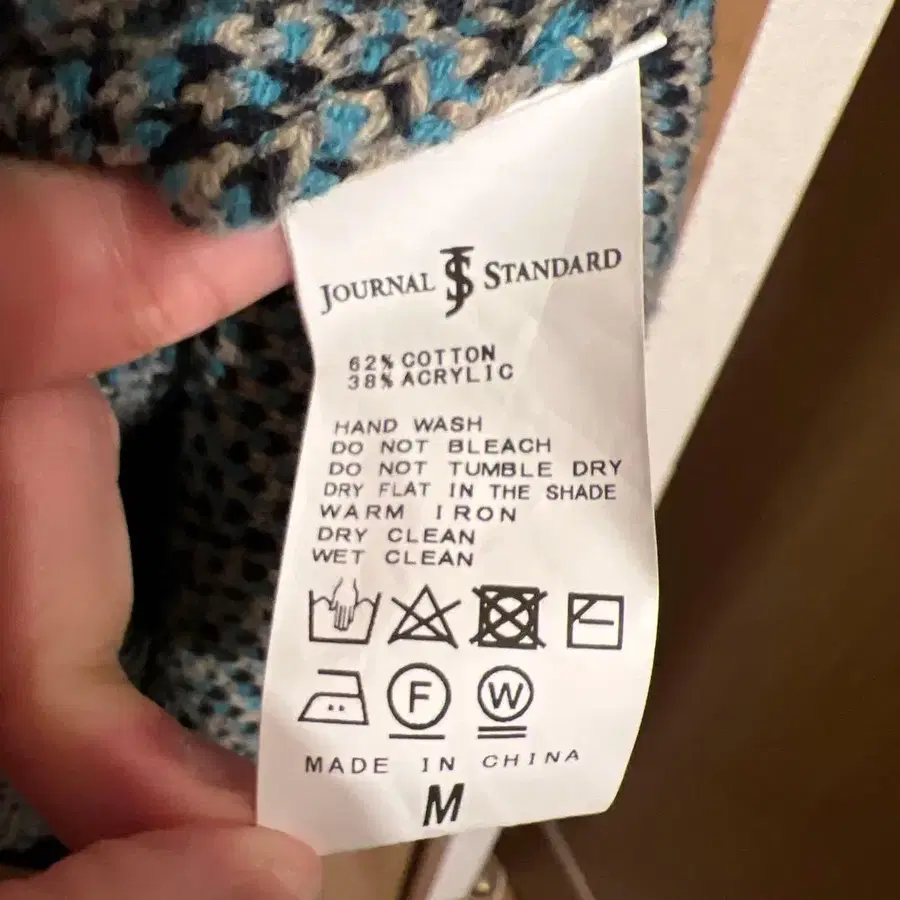 JOURNAL JS STANDARD
62% COTTON
38% ACRYLIC
HAND WASH
DO NOT BLEACH
DO NOT TUMBLE DRY
DRY FLAT IN THE SHADE
WARM IRON
DRY CLEAN
WET CLEAN
F W
MADE IN CHINA
M